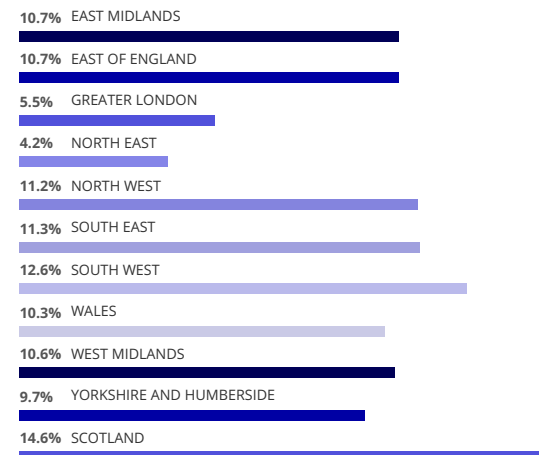 10.7% EAST MIDLANDS
10.7% EAST OF ENGLAND
5.5% GREATER LONDON
4.2% NORTH EAST
11.2% NORTH WEST
11.3% SOUTH EAST
12.6% SOUTH WEST
10.3% WALES
10.6% WEST MIDLANDS
9.7% YORKSHIRE AND HUMBERSIDE
14.6% SCOTLAND